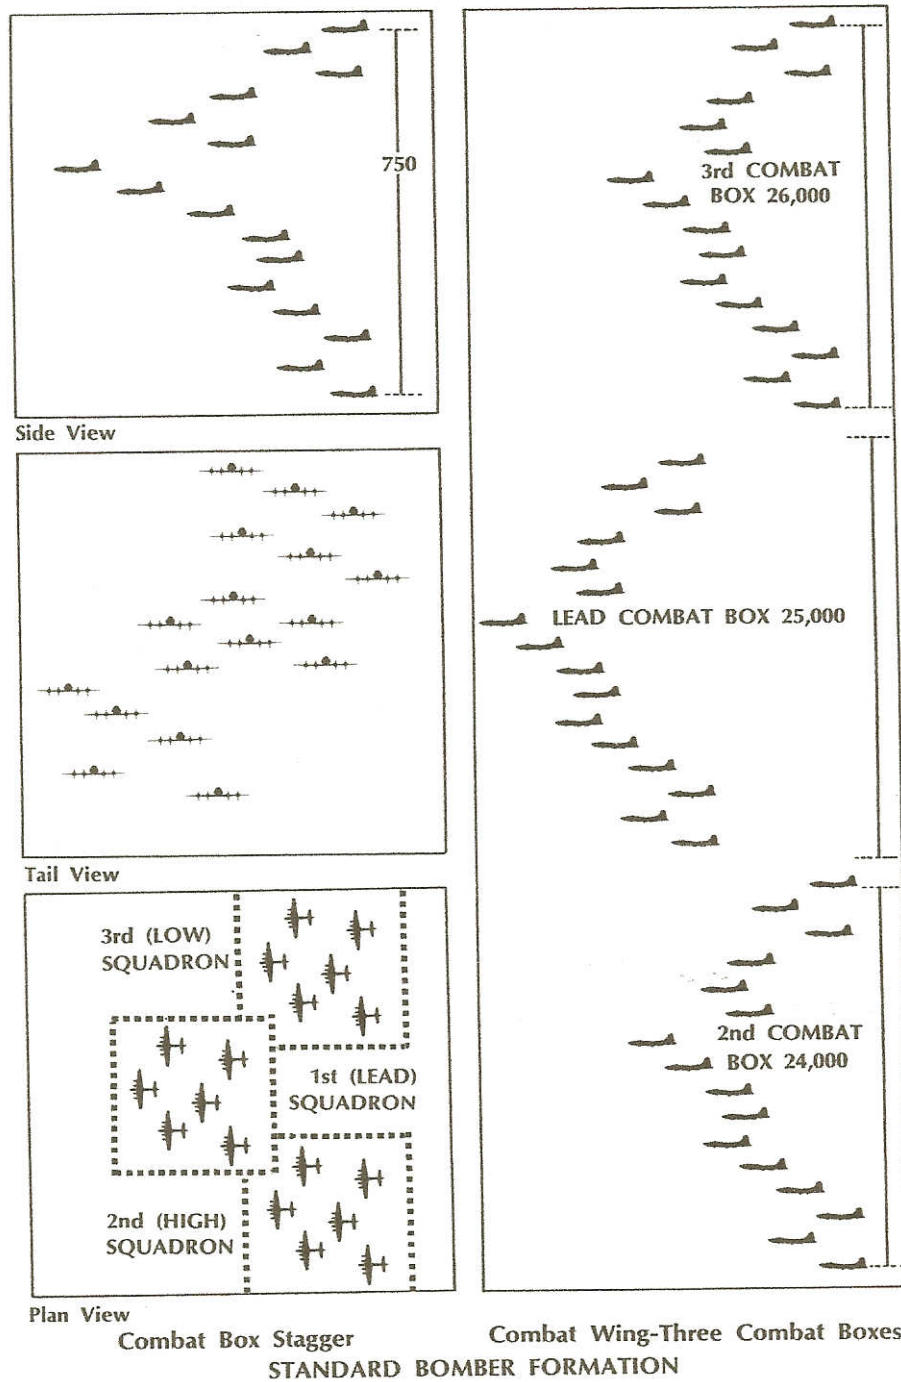 750
Side View
Tail View
3rd (LOW)
SQUADRON
1st (LEAD)
SQUADRON
2nd (HIGH)
SQUADRON
Plan View
Combat Box Stagger
3rd COMBAT
BOX 26,000
LEAD COMBAT BOX 25,000
2nd COMBAT
BOX 24,000
Combat Wing-Three Combat Boxes
STANDARD BOMBER FORMATION